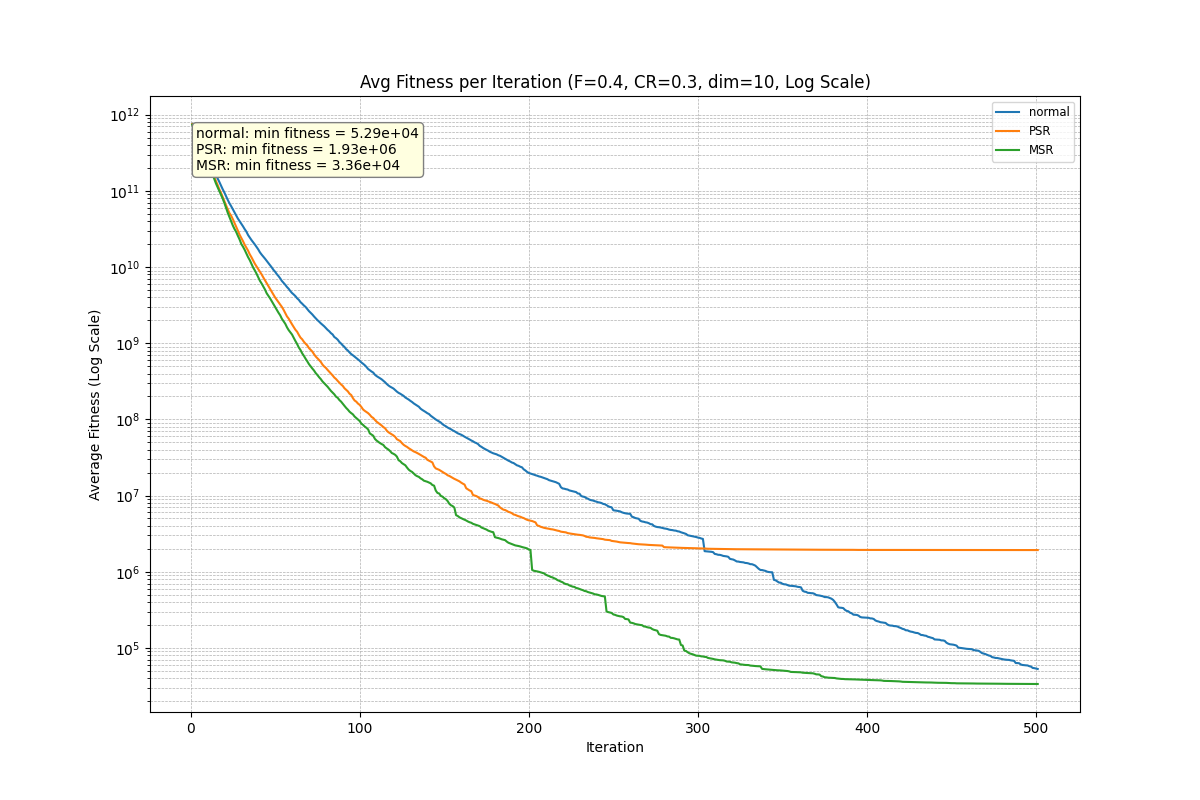 Avg Fitness per Iteration (F=0.4, CR=0.3, dim=10, Log Scale)
normal: min fitness = 5.29e+04
PSR: min fitness = 1.93e+06
MSR: min fitness = 3.36e+04
normal
PSR
MSR
Average Fitness (Log Scale)
10¹²
10¹¹
10¹⁰
10⁹
10⁸
10⁷
10⁶
10⁵
0 100 200 300 400 500
Iteration